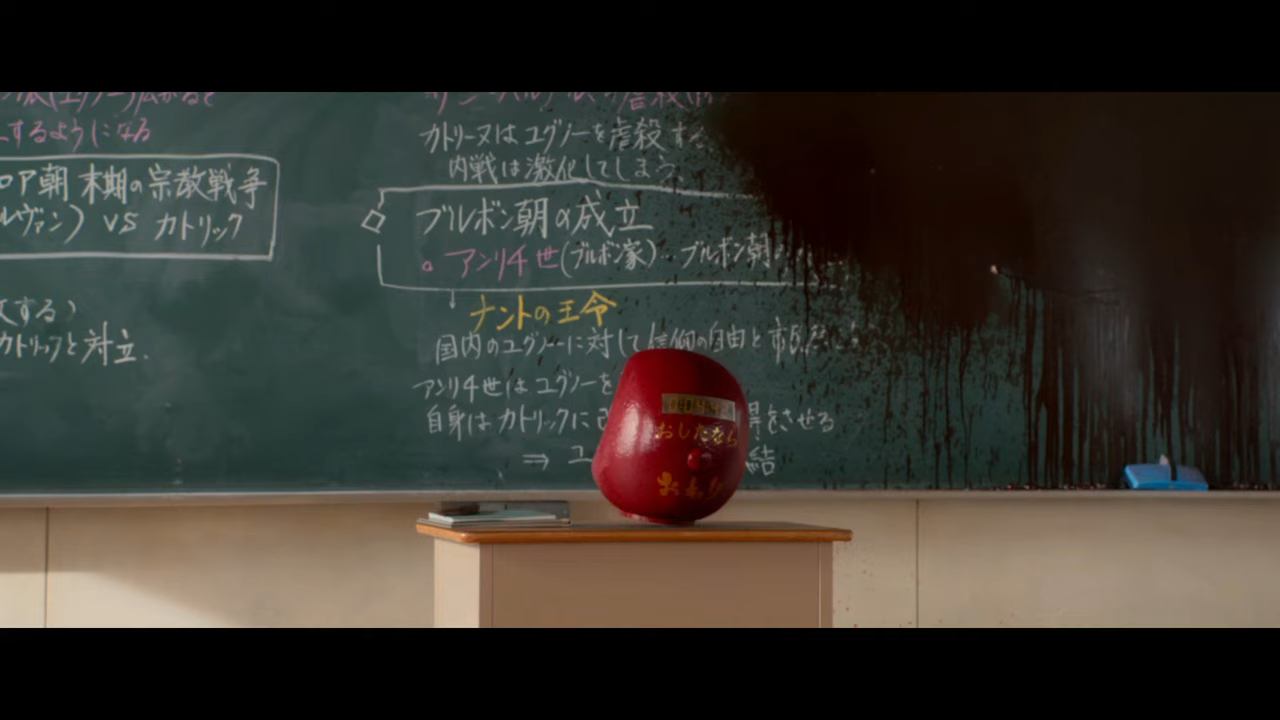 するようになる
ロア朝 末期の宗教戦争
ルヴァン) VS カトリック
する)
カトリックと対立.
カトリーヌはユグノーを虐殺する
内戦は激化してしまう
ブルボン朝の成立
アンリ4世(ブルボン家) ブルボン朝
ナントの王令
国内のユグノーに対して信仰の自由と
アンリ4世はユグノーを
自身はカトリックに
させる
⇒ ユ
結
おしたなら
おわり